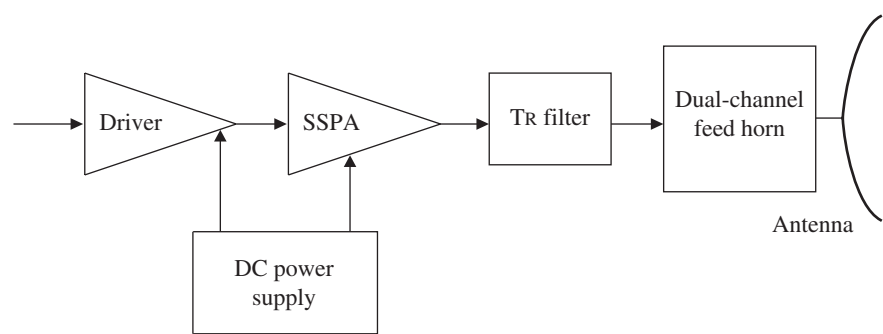 Driver
SSPA
TR filter
Dual-channel
feed horn
Antenna
DC power
supply